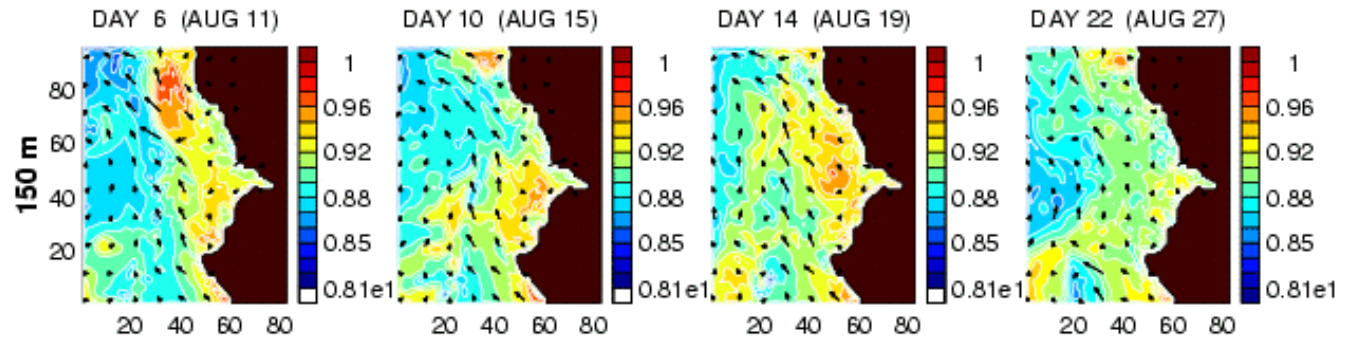 DAY 6 (AUG 11) DAY 10 (AUG 15) DAY 14 (AUG 19) DAY 22 (AUG 27)
1 1 1 1
80
0.96 0.96 0.96 0.96
60
0.92 0.92 0.92 0.92
150 m
40
0.88 0.88 0.88 0.88
0.85 0.85 0.85 0.85
20
0.81e1 0.81e1 0.81e1 0.81e1
20 40 60 80 20 40 60 80 20 40 60 80 20 40 60 80